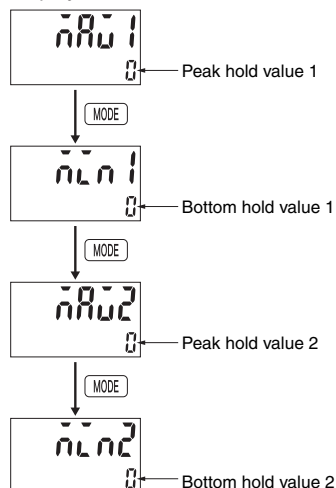 MAX1
0 Peak hold value 1
MODE
MIN1
0 Bottom hold value 1
MODE
MAX2
0 Peak hold value 2
MODE
MIN2
0 Bottom hold value 2